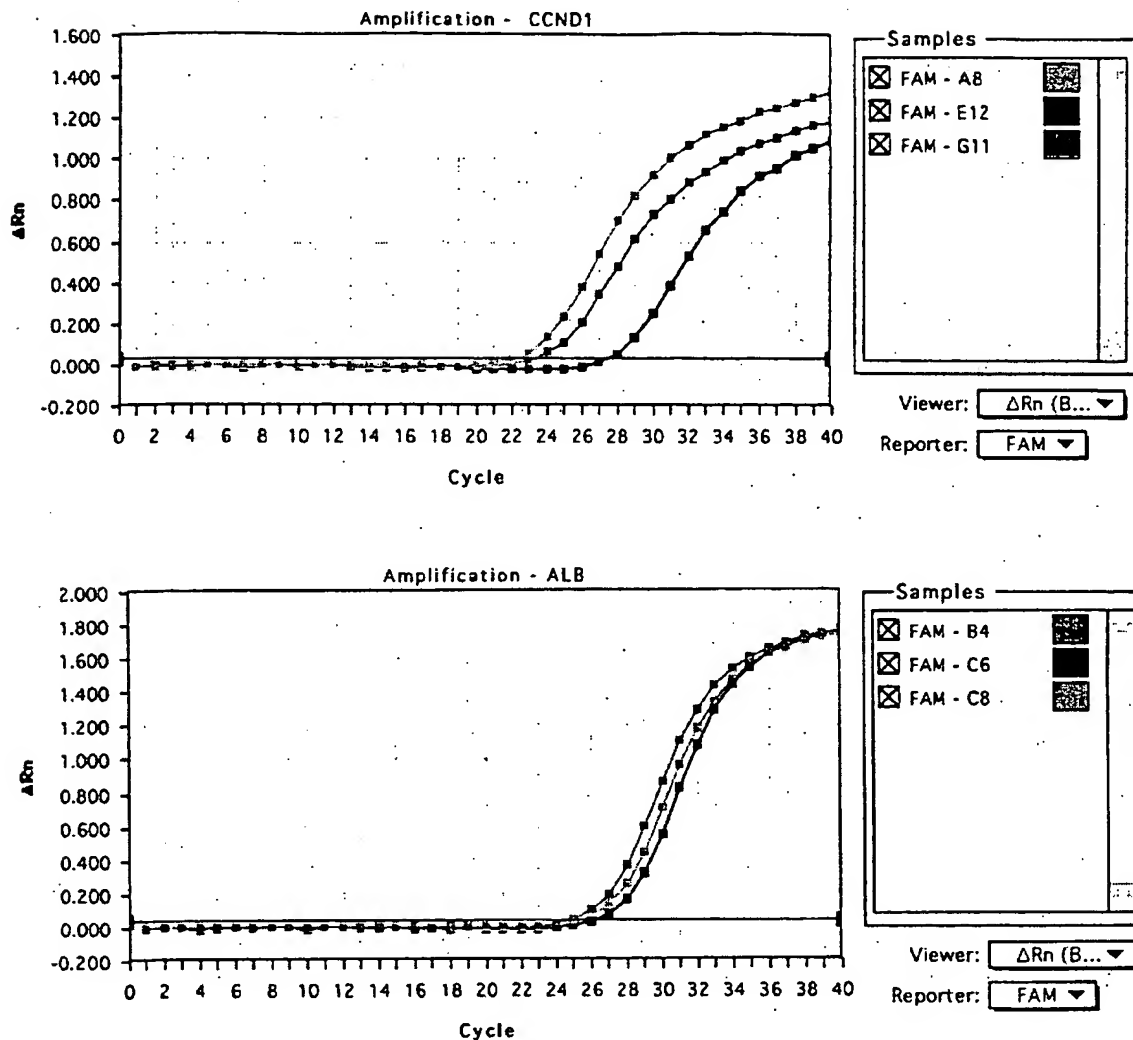 Amplification - CCND1
1.600
1.400
1.200
1.000
0.800
0.600
0.400
0.200
0.000
-0.200
ΔRn
0 2 4 6 8 10 12 14 16 18 20 22 24 26 28 30 32 34 36 38 40
Cycle
Samples
FAM - A8
FAM - E12
FAM - G11
Viewer: ΔRn (B...
Reporter: FAM
Amplification - ALB
2.000
1.800
1.600
1.400
1.200
1.000
0.800
0.600
0.400
0.200
0.000
-0.200
ΔRn
0 2 4 6 8 10 12 14 16 18 20 22 24 26 28 30 32 34 36 38 40
Cycle
Samples
FAM - B4
FAM - C6
FAM - C8
Viewer: ΔRn (B...
Reporter: FAM